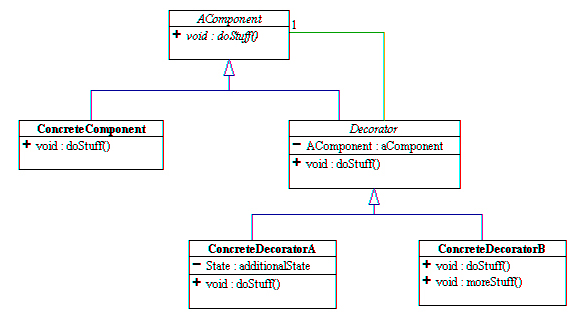 AComponent
+ void : doStuff()
1
ConcreteComponent
+ void : doStuff()
Decorator
- AComponent : aComponent
+ void : doStuff()
ConcreteDecoratorA
- State : additionalState
+ void : doStuff()
ConcreteDecoratorB
+ void : doStuff()
+ void : moreStuff()